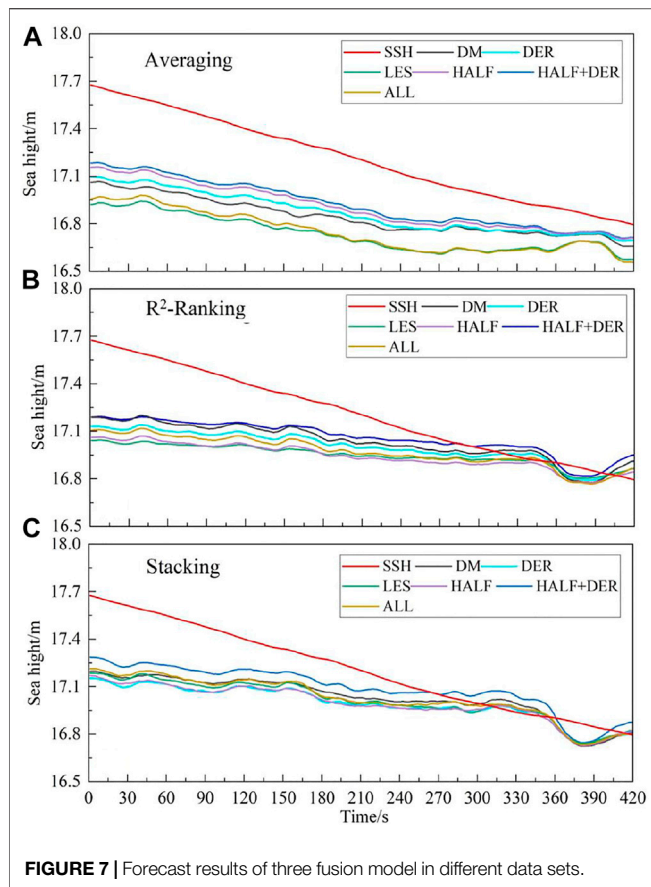 A
18.0
Averaging
SSH DM DER
LES HALF HALF+DER
ALL
17.7
17.4
17.1
16.8
16.5
Sea hight/m
B
18.0
R²-Ranking
SSH DM DER
LES HALF HALF+DER
ALL
17.7
17.4
17.1
16.8
16.5
Sea hight/m
C
18.0
Stacking
SSH DM DER
LES HALF HALF+DER
ALL
17.7
17.4
17.1
16.8
16.5
Sea hight/m
0 30 60 90 120 150 180 210 240 270 300 330 360 390 420
Time/s
FIGURE 7 | Forecast results of three fusion model in different data sets.